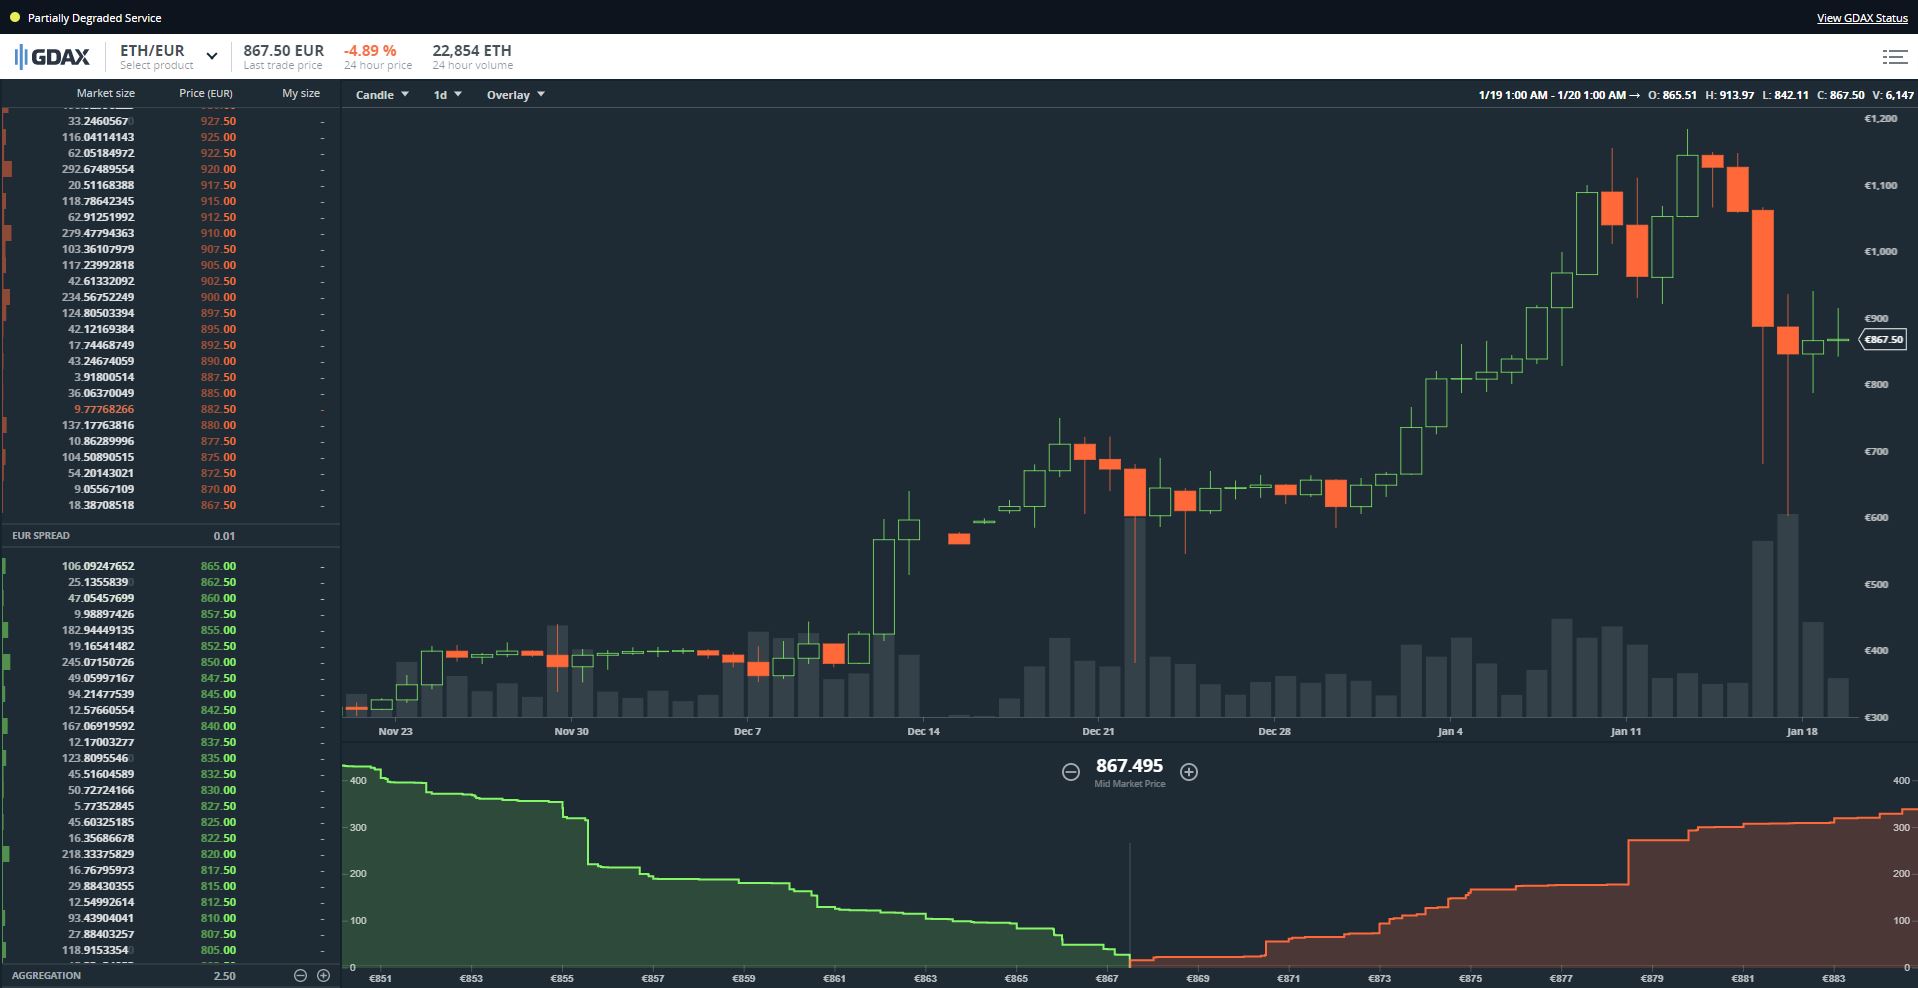 Partially Degraded Service
View GDAX Status
GDAX
ETH/EUR 867.50 EUR -4.89 % 22,854 ETH
Select product Last trade price 24 hour price 24 hour volume
Market size Price (EUR) My size
Candle 1d Overlay
1/19 1:00 AM - 1/20 1:00 AM → O: 865.51 H: 913.97 L: 842.11 C: 867.50 V: 6,147
33.24605670 927.50 -
116.04114143 925.00 -
62.05184972 922.50 -
292.67489554 920.00 -
20.51168388 917.50 -
118.78642345 915.00 -
62.91251992 912.50 -
279.47794363 910.00 -
103.36107979 907.50 -
117.23992818 905.00 -
42.61332092 902.50 -
234.56752249 900.00 -
124.80503394 897.50 -
42.12169384 895.00 -
17.74468749 892.50 -
43.24674059 890.00 -
3.91800514 887.50 -
36.06370049 885.00 -
9.77768266 882.50 -
137.17763816 880.00 -
10.86289996 877.50 -
104.50890515 875.00 -
54.20143021 872.50 -
9.05567109 870.00 -
18.38708518 867.50 -
EUR SPREAD 0.01
106.09247652 865.00 -
25.13558390 862.50 -
47.05457699 860.00 -
9.98897426 857.50 -
182.94449135 855.00 -
19.16541482 852.50 -
245.07150726 850.00 -
49.05997167 847.50 -
94.21477539 845.00 -
12.57660554 842.50 -
167.06919592 840.00 -
12.17003277 837.50 -
123.80955460 835.00 -
45.51604589 832.50 -
50.72724166 830.00 -
5.77352845 827.50 -
45.60325185 825.00 -
16.35686678 822.50 -
218.33375829 820.00 -
16.76795973 817.50 -
29.88430355 815.00 -
12.54992614 812.50 -
93.43904041 810.00 -
27.88403257 807.50 -
118.91533540 805.00 -
AGGREGATION 2.50
€1,200
€1,100
€1,000
€900
€867.50
€800
€700
€600
€500
€400
€300
Nov 23 Nov 30 Dec 7 Dec 14 Dec 21 Dec 28 Jan 4 Jan 11 Jan 18
867.495
Mid Market Price
400 400
300 300
200 200
100 100
0 0
€851 €853 €855 €857 €859 €861 €863 €865 €867 €869 €871 €873 €875 €877 €879 €881 €883